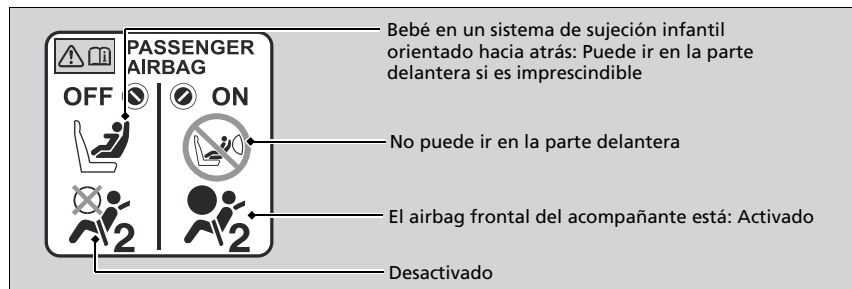 PASSENGER
AIRBAG
OFF
ON
2
2
Bebé en un sistema de sujeción infantil
orientado hacia atrás: Puede ir en la parte
delantera si es imprescindible
No puede ir en la parte delantera
El airbag frontal del acompañante está: Activado
Desactivado